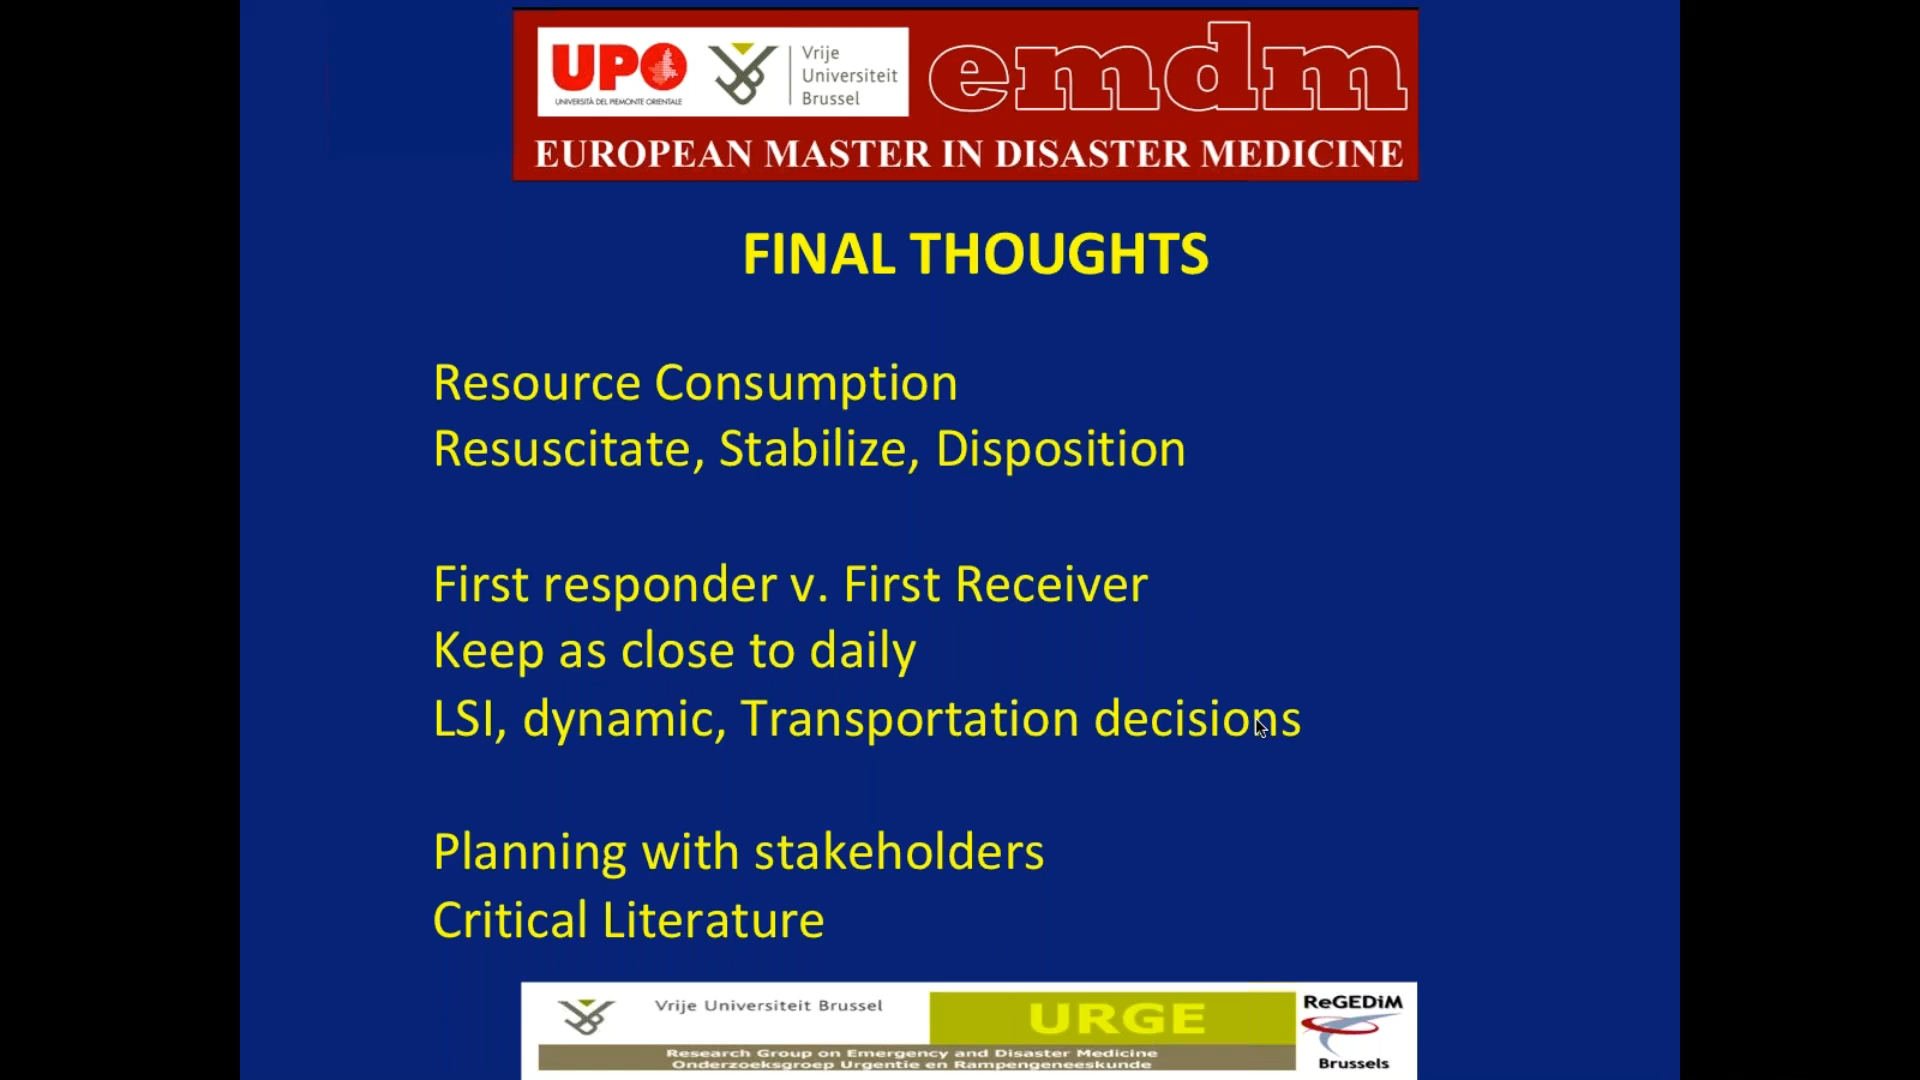 UPO
UNIVERSITÀ DEL PIEMONTE ORIENTALE
Vrije
Universiteit
Brussel
emdm
EUROPEAN MASTER IN DISASTER MEDICINE
FINAL THOUGHTS
Resource Consumption
Resuscitate, Stabilize, Disposition
First responder v. First Receiver
Keep as close to daily
LSI, dynamic, Transportation decisions
Planning with stakeholders
Critical Literature
Vrije Universiteit Brussel
URGE
Research Group on Emergency and Disaster Medicine
Onderzoeksgroep Urgentie en Rampengeneeskunde
ReGEDiM
Brussels